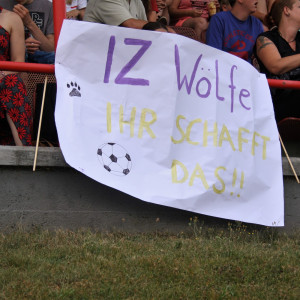 IZ Wölfe
IHR SCHAFFT
DAS!!